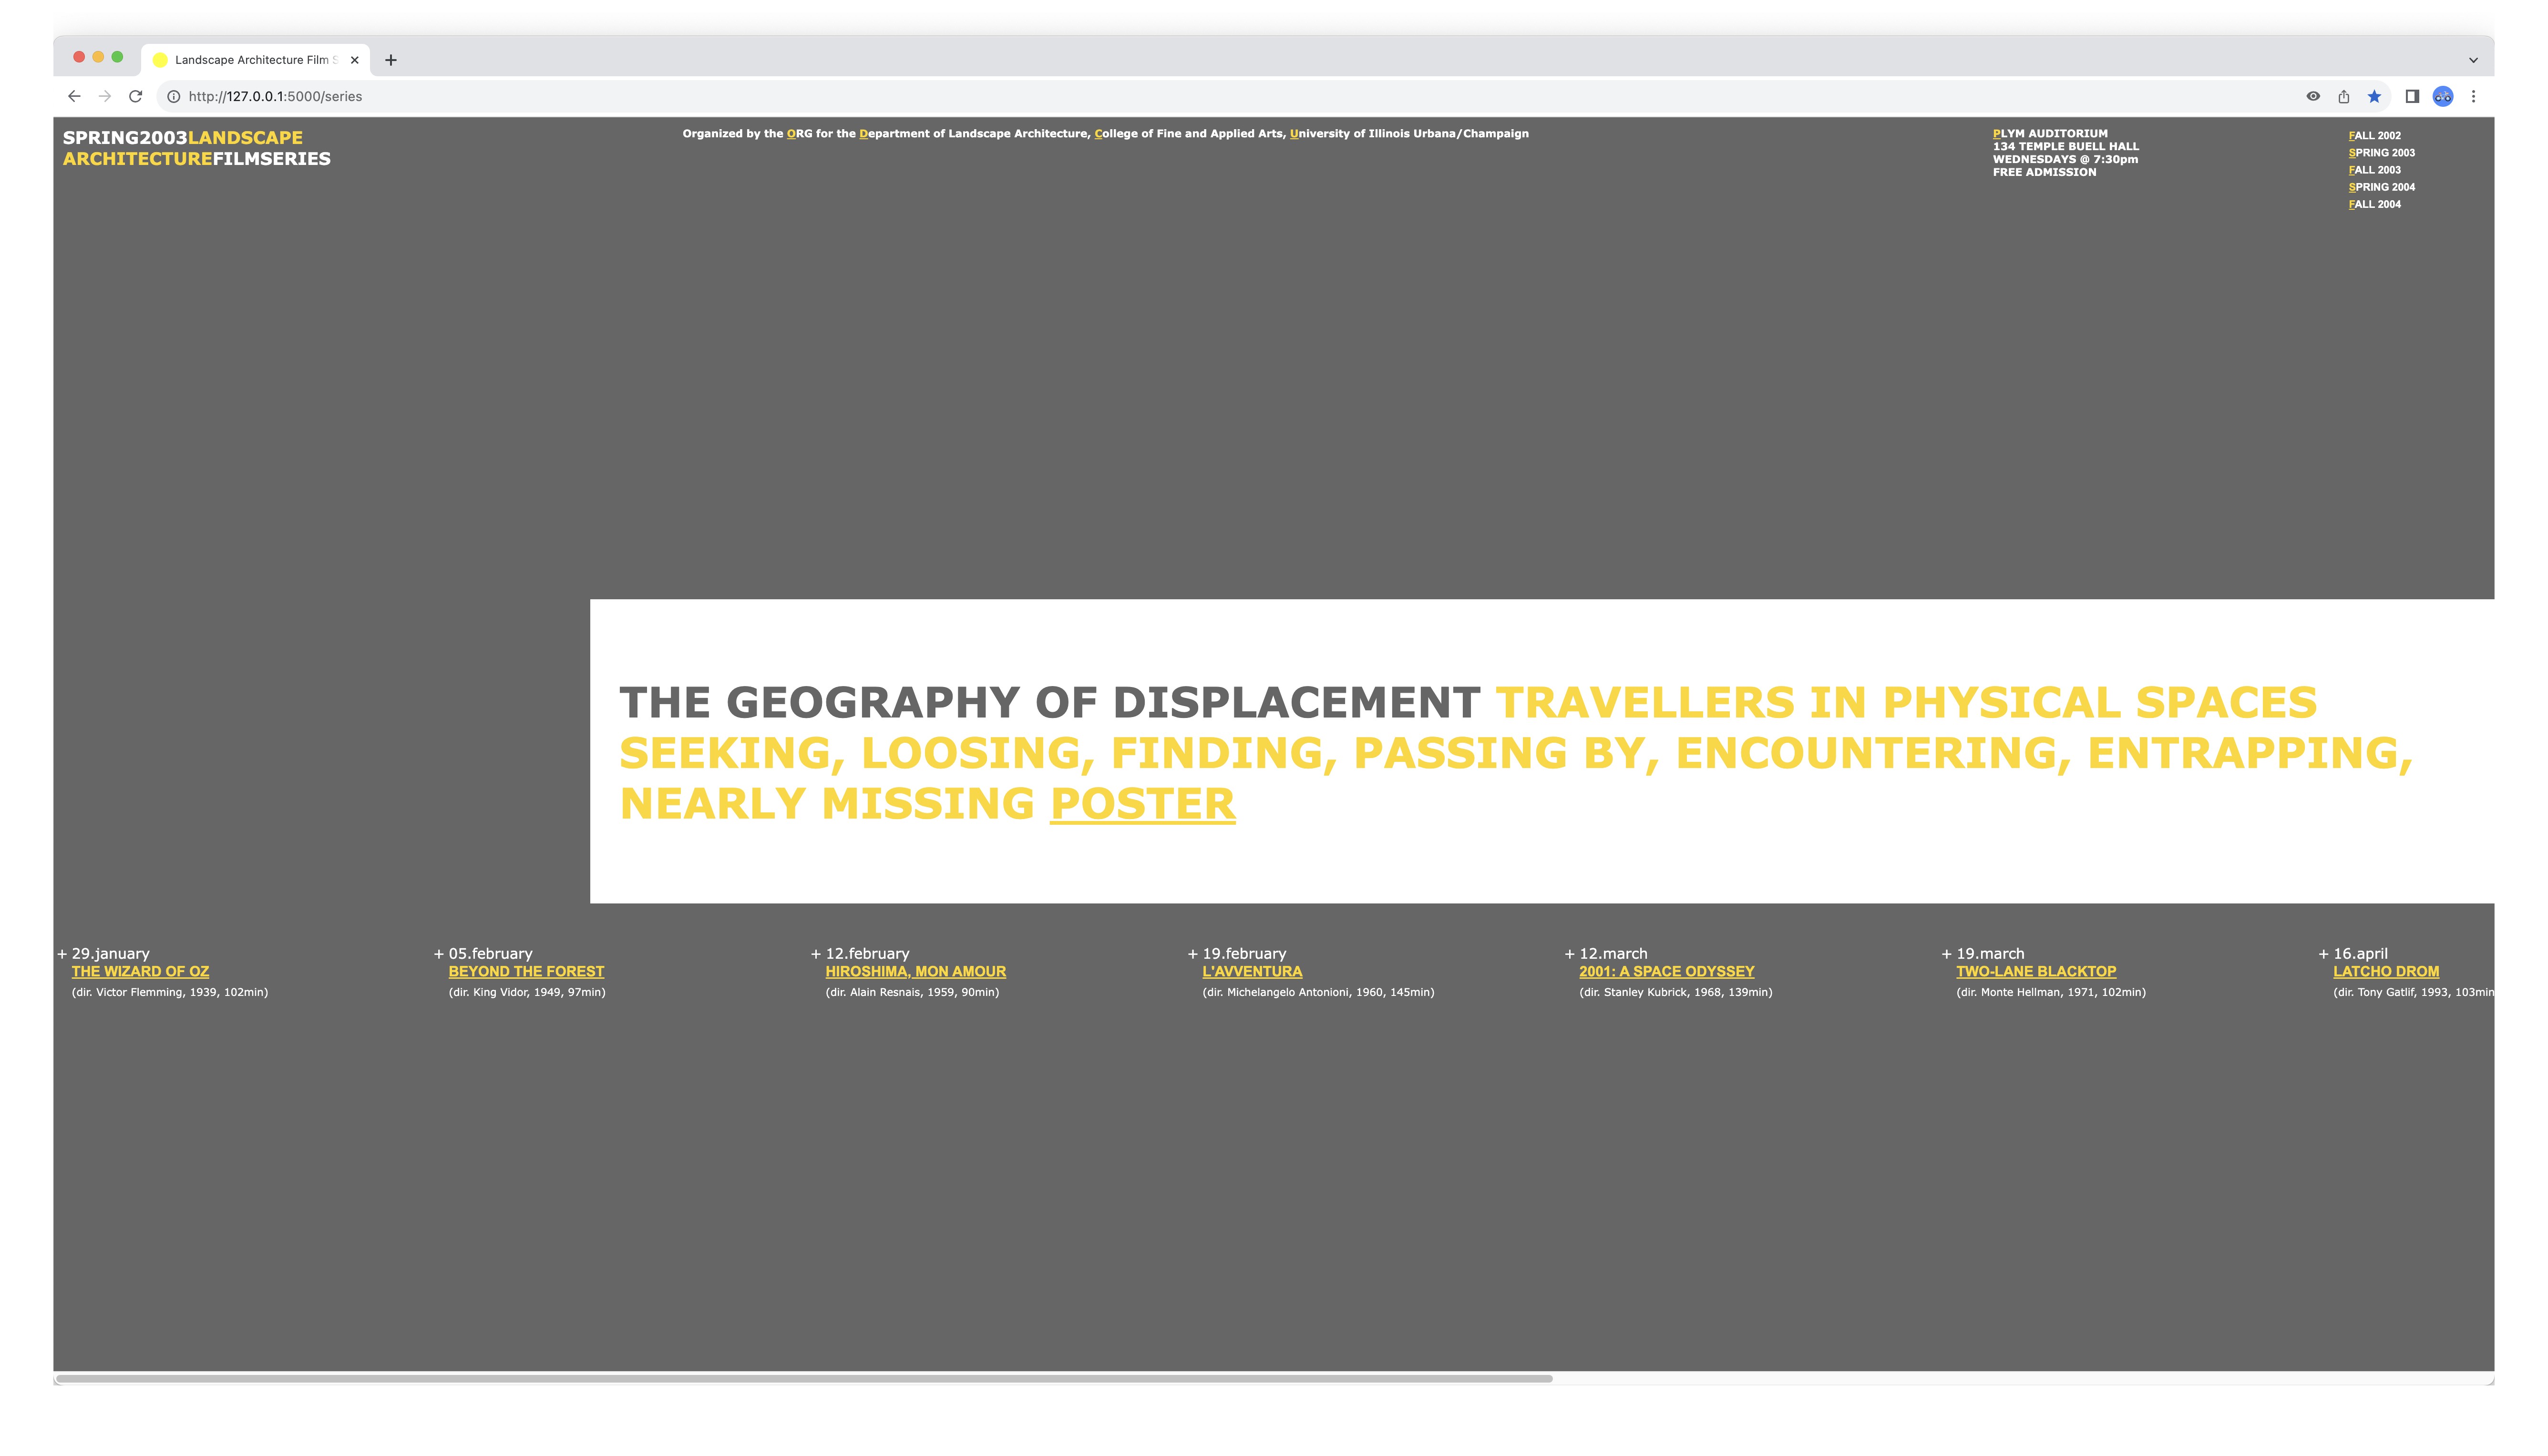 Landscape Architecture Film S
http://127.0.0.1:5000/series
SPRING2003LANDSCAPE
ARCHITECTUREFILMSERIES
Organized by the ORG for the Department of Landscape Architecture, College of Fine and Applied Arts, University of Illinois Urbana/Champaign
PLYM AUDITORIUM
134 TEMPLE BUELL HALL
WEDNESDAYS @ 7:30pm
FREE ADMISSION
FALL 2002
SPRING 2003
FALL 2003
SPRING 2004
FALL 2004
THE GEOGRAPHY OF DISPLACEMENT TRAVELLERS IN PHYSICAL SPACES
SEEKING, LOOSING, FINDING, PASSING BY, ENCOUNTERING, ENTRAPPING,
NEARLY MISSING POSTER
+ 29.january
THE WIZARD OF OZ
(dir. Victor Flemming, 1939, 102min)
+ 05.february
BEYOND THE FOREST
(dir. King Vidor, 1949, 97min)
+ 12.february
HIROSHIMA, MON AMOUR
(dir. Alain Resnais, 1959, 90min)
+ 19.february
L'AVVENTURA
(dir. Michelangelo Antonioni, 1960, 145min)
+ 12.march
2001: A SPACE ODYSSEY
(dir. Stanley Kubrick, 1968, 139min)
+ 19.march
TWO-LANE BLACKTOP
(dir. Monte Hellman, 1971, 102min)
+ 16.april
LATCHO DROM
(dir. Tony Gatlif, 1993, 103min